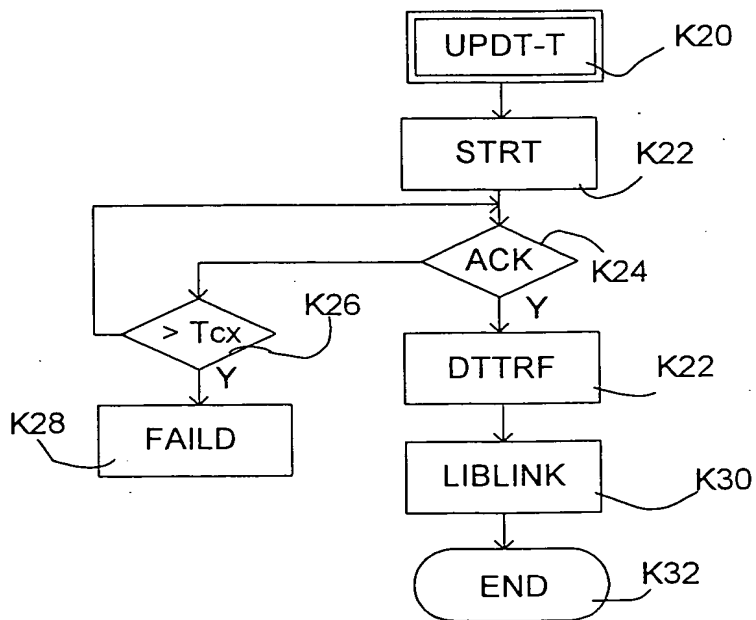 UPDT-T
K20
STRT
K22
ACK
K24
> Tcx
K26
Y
Y
DTTRF
K22
K28
FAILD
LIBLINK
K30
END
K32